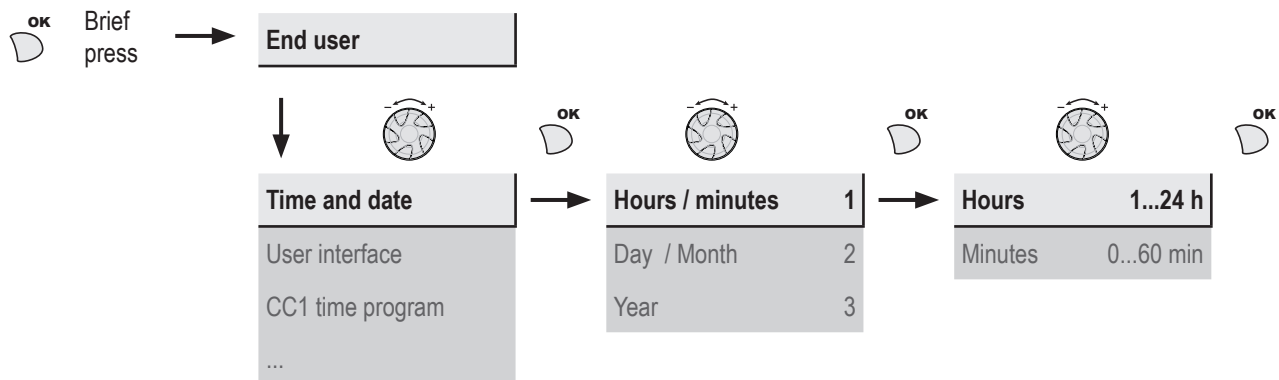 OK
Brief
press
End user
- +
OK
- +
OK
- +
OK
Time and date
Hours / minutes 1
Hours 1...24 h
User interface
Day / Month 2
Minutes 0...60 min
CC1 time program
Year 3
...